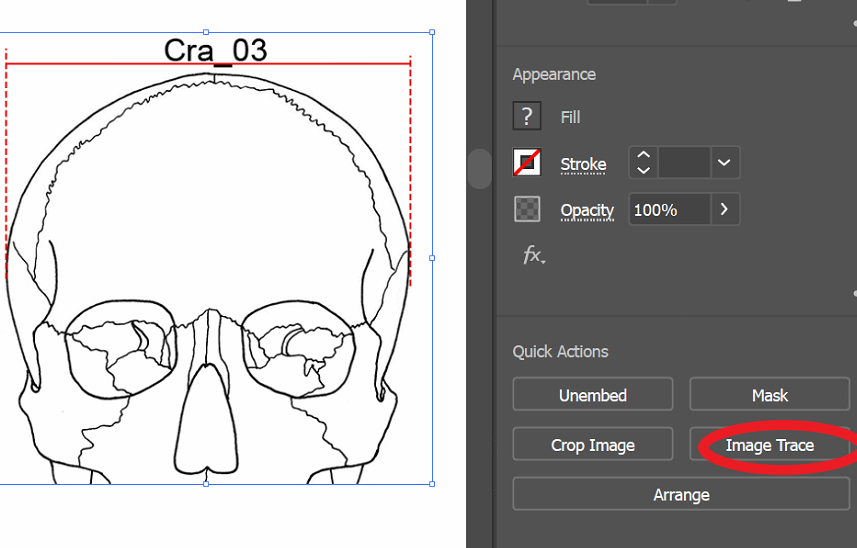 Cra_03
Appearance
? Fill
Stroke
Opacity 100%
fx.
Quick Actions
Unembed Mask
Crop Image Image Trace
Arrange